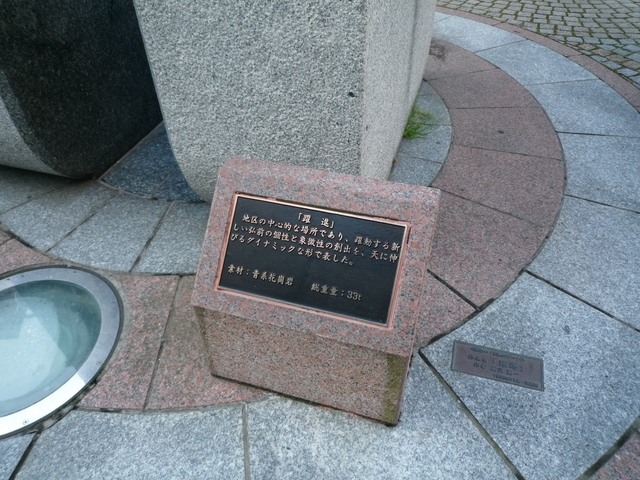 「躍 進」
地区の中心的な場所であり、躍動する新
しい弘前の個性と象徴性の創出を、天に伸
びるダイナミックな形で表した。
素材：青系花崗岩 総重量：33t